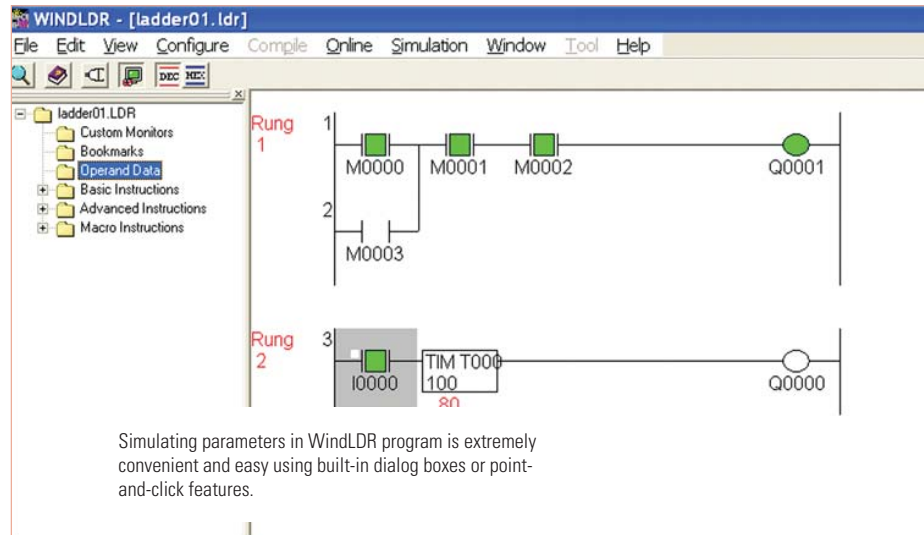 WINDLDR - [ladder01.ldr]
File Edit View Configure Compile Online Simulation Window Tool Help
DEC HEX
ladder01.LDR
Custom Monitors
Bookmarks
Operand Data
Basic Instructions
Advanced Instructions
Macro Instructions
Rung 1
1
M0000 M0001 M0002 Q0001
2
M0003
Rung 3
2
TIM T000
I0000 100 Q0000
80
Simulating parameters in WindLDR program is extremely
convenient and easy using built-in dialog boxes or point-
and-click features.